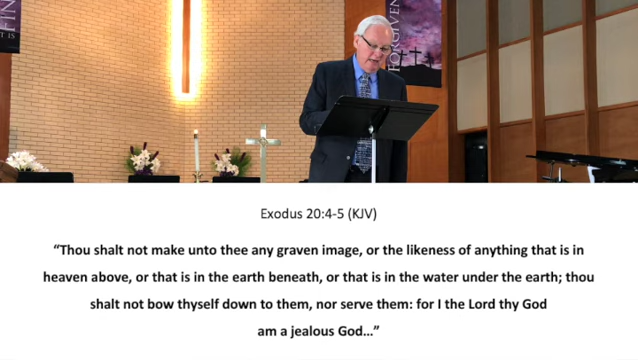 FIN
T IS
FORGIVEN
Exodus 20:4-5 (KJV)
“Thou shalt not make unto thee any graven image, or the likeness of anything that is in
heaven above, or that is in the earth beneath, or that is in the water under the earth; thou
shalt not bow thyself down to them, nor serve them: for I the Lord thy God
am a jealous God…”